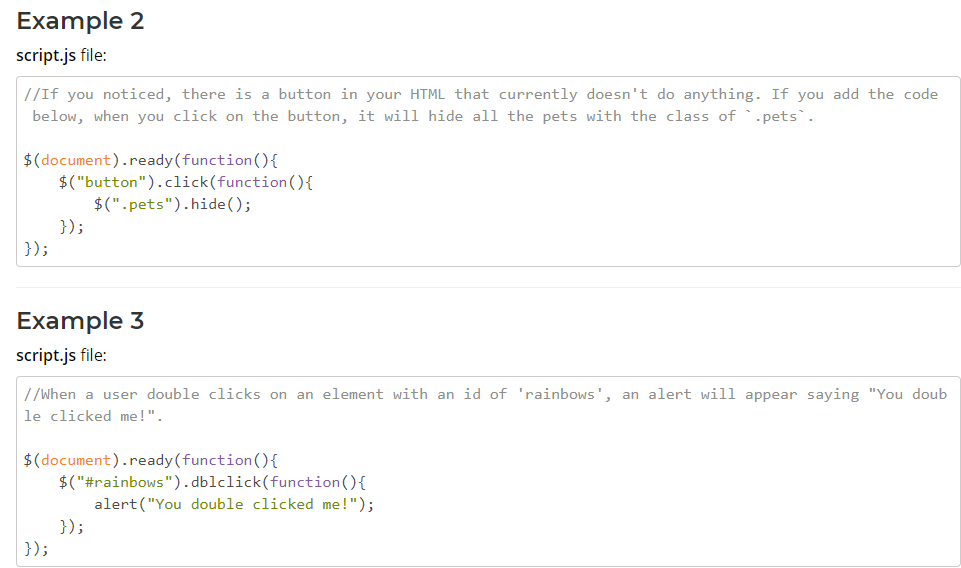 Example 2
script.js file:
//If you noticed, there is a button in your HTML that currently doesn't do anything. If you add the code
 below, when you click on the button, it will hide all the pets with the class of `.pets`.
$(document).ready(function(){
    $("button").click(function(){
        $(".pets").hide();
    });
});
Example 3
script.js file:
//When a user double clicks on an element with an id of 'rainbows', an alert will appear saying "You doub
le clicked me!".
$(document).ready(function(){
    $("#rainbows").dblclick(function(){
        alert("You double clicked me!");
    });
});